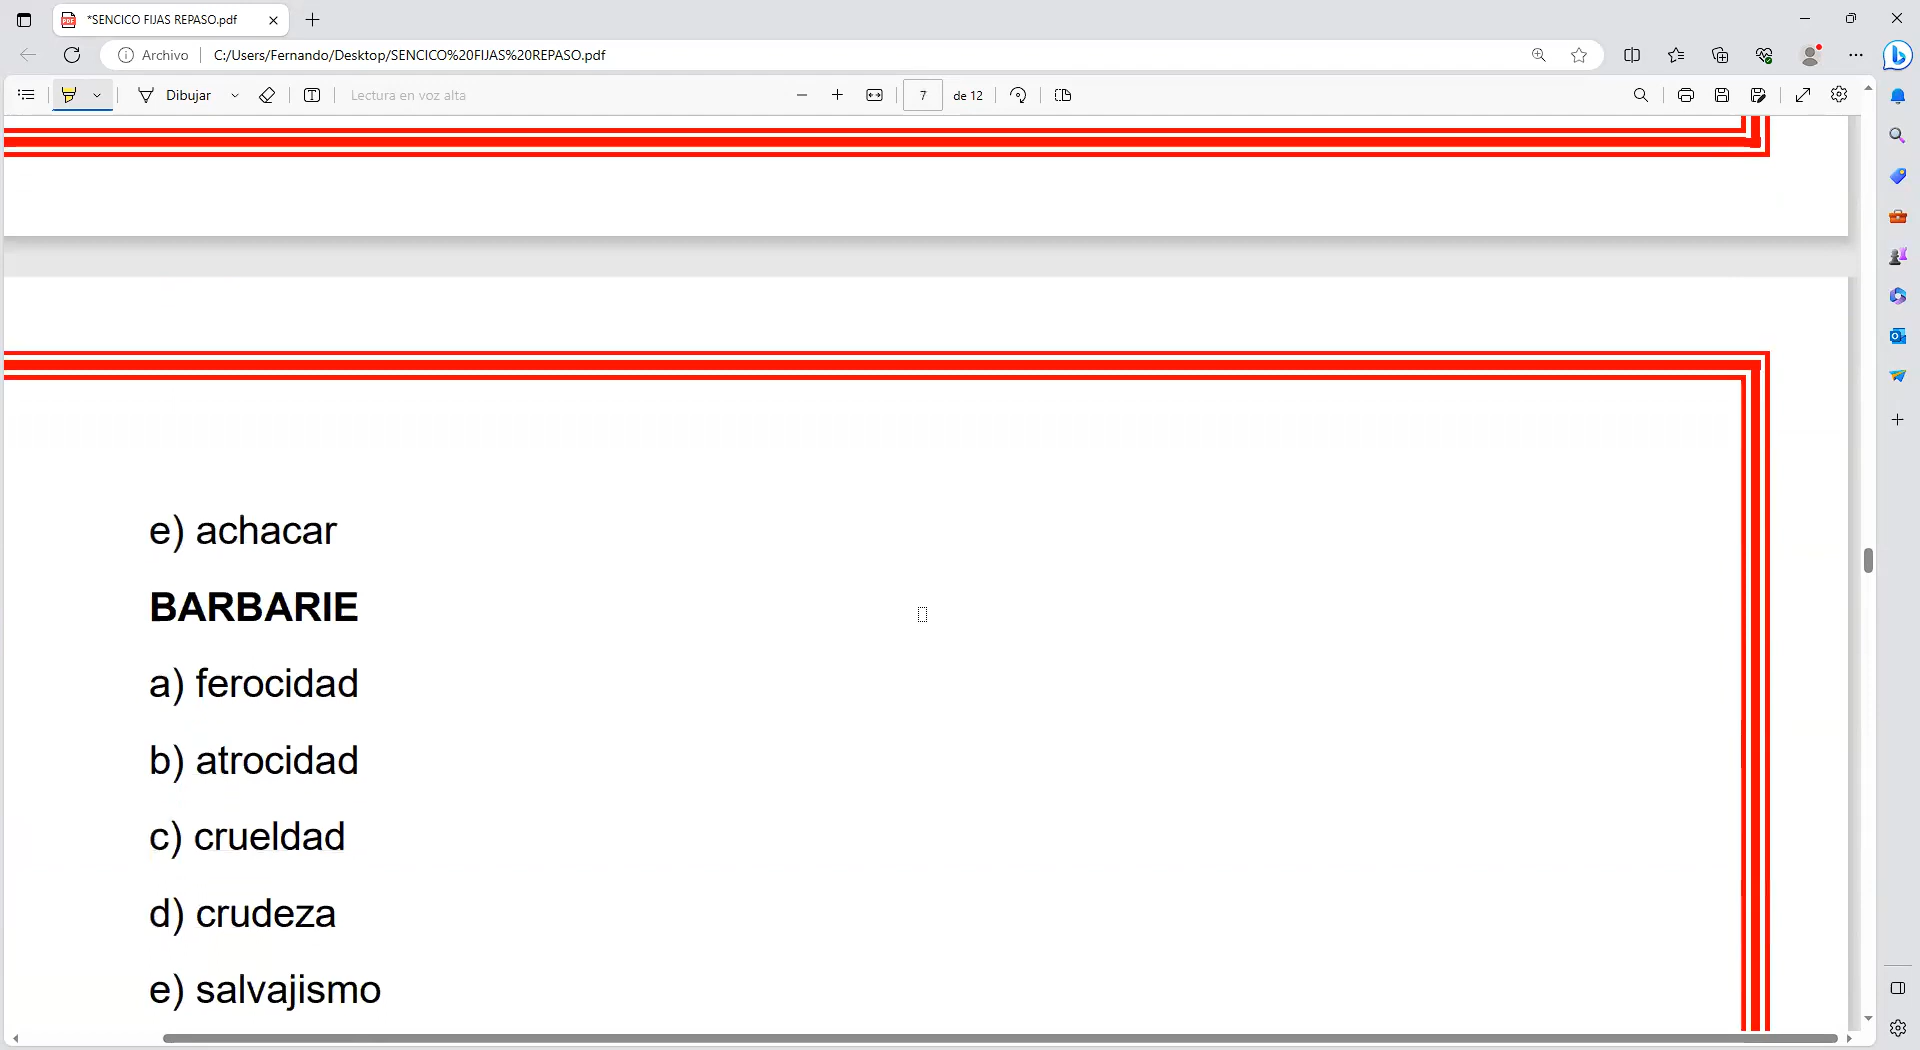 *SENCICO FIJAS REPASO.pdf
Archivo C:/Users/Fernando/Desktop/SENCICO%20FIJAS%20REPASO.pdf
Dibujar Lectura en voz alta 7 de 12
e) achacar
BARBARIE
a) ferocidad
b) atrocidad
c) crueldad
d) crudeza
e) salvajismo